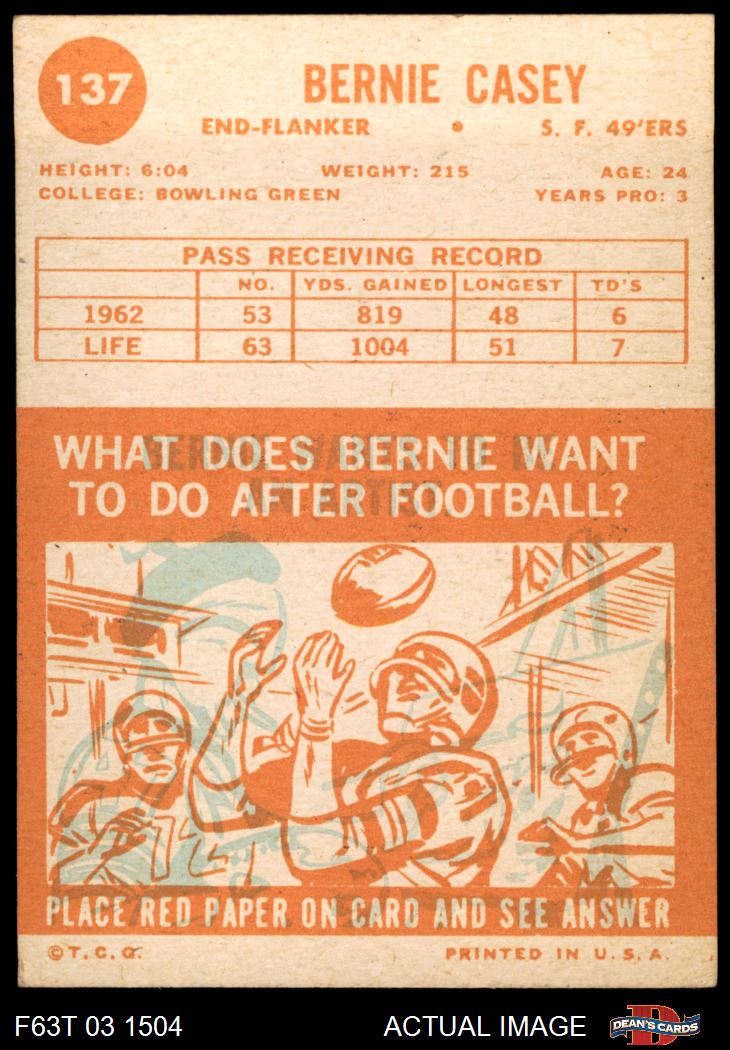 137
BERNIE CASEY
END-FLANKER • S. F. 49'ERS
HEIGHT: 6:04 WEIGHT: 215 AGE: 24
COLLEGE: BOWLING GREEN YEARS PRO: 3
PASS RECEIVING RECORD
NO. YDS. GAINED LONGEST TD'S
1962 53 819 48 6
LIFE 63 1004 51 7
WHAT DOES BERNIE WANT
TO DO AFTER FOOTBALL?
PLACE RED PAPER ON CARD AND SEE ANSWER
©T.C.G. PRINTED IN U.S.A.
F63T 03 1504 ACTUAL IMAGE DEAN'S CARDS